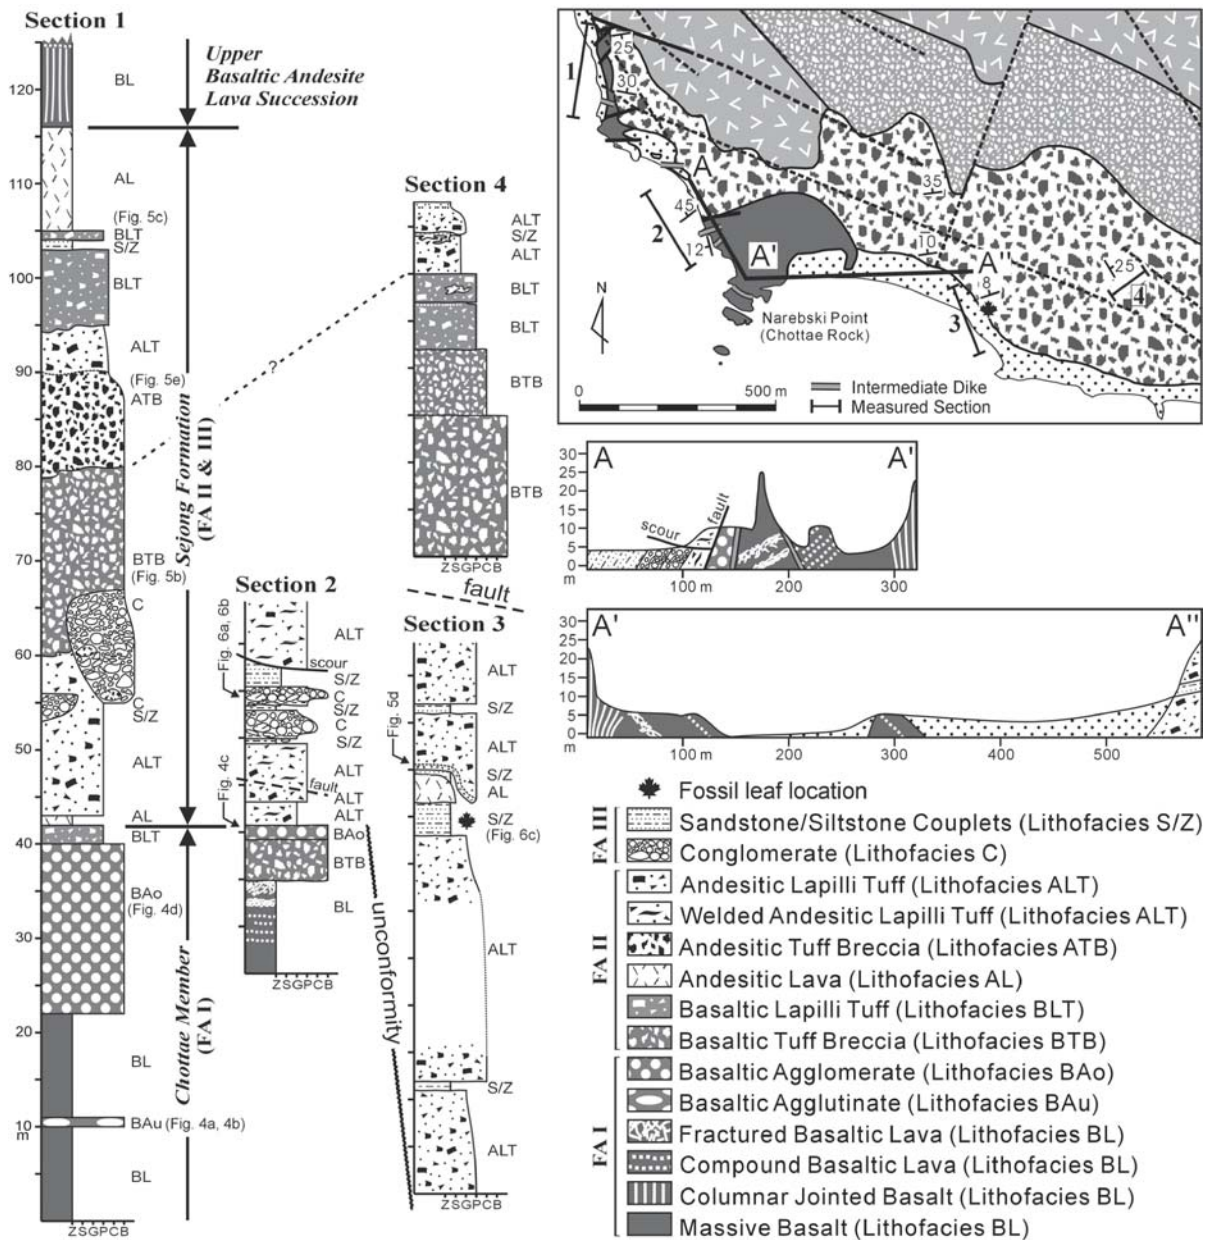 Section 1
120
110
100
90
80
70
60
50
40
30
20
10
m
BL
AL
(Fig. 5c)
BLT
S/Z
BLT
ALT
(Fig. 5e)
ATB
BTB
(Fig. 5b)
C
C
S/Z
ALT
AL
BLT
BAo
(Fig. 4d)
BL
BAu (Fig. 4a, 4b)
BL
ZSGPCB
Upper
Basaltic Andesite
Lava Succession
Sejong Formation
(FA II & III)
Chottae Member
(FA I)
?
Section 4
ALT
S/Z
ALT
BLT
BLT
BTB
BTB
ZSGPCB
fault
Section 2
Fig. 6a, 6b
Fig. 4c
ALT
scour
S/Z
C
S/Z
C
S/Z
ALT
fault
ALT
ALT
BAo
BTB
BL
ZSGPCB
unconformity
Section 3
Fig. 5d
ALT
S/Z
ALT
S/Z
AL
S/Z
(Fig. 6c)
ALT
S/Z
ALT
ZSGPCB
1
25
30
A
45
2
12
A'
35
10
A"
8
3
25
4
N
Narebski Point
(Chottae Rock)
0
500 m
Intermediate Dike
Measured Section
A
A'
30
25
20
15
10
5
m
scour
fault
100 m
200
300
A'
A"
30
25
20
15
10
5
m
100 m
200
300
400
500
Fossil leaf location
FA III
Sandstone/Siltstone Couplets (Lithofacies S/Z)
Conglomerate (Lithofacies C)
FA II
Andesitic Lapilli Tuff (Lithofacies ALT)
Welded Andesitic Lapilli Tuff (Lithofacies ALT)
Andesitic Tuff Breccia (Lithofacies ATB)
Andesitic Lava (Lithofacies AL)
Basaltic Lapilli Tuff (Lithofacies BLT)
Basaltic Tuff Breccia (Lithofacies BTB)
FA I
Basaltic Agglomerate (Lithofacies BAo)
Basaltic Agglutinate (Lithofacies BAu)
Fractured Basaltic Lava (Lithofacies BL)
Compound Basaltic Lava (Lithofacies BL)
Columnar Jointed Basalt (Lithofacies BL)
Massive Basalt (Lithofacies BL)